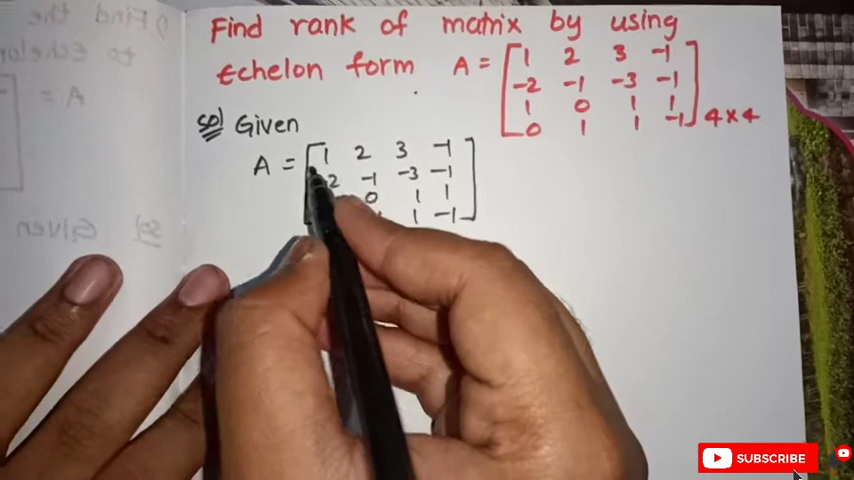 Find rank of matrix by using
Echelon form A = [1 2 3 -1
-2 -1 -3 -1
1 0 1 1
0 1 1 -1] 4×4
Sol Given
A = [1 2 3 -1
2 -1 -3 -1
0 1 1
1 -1]
Given
SUBSCRIBE